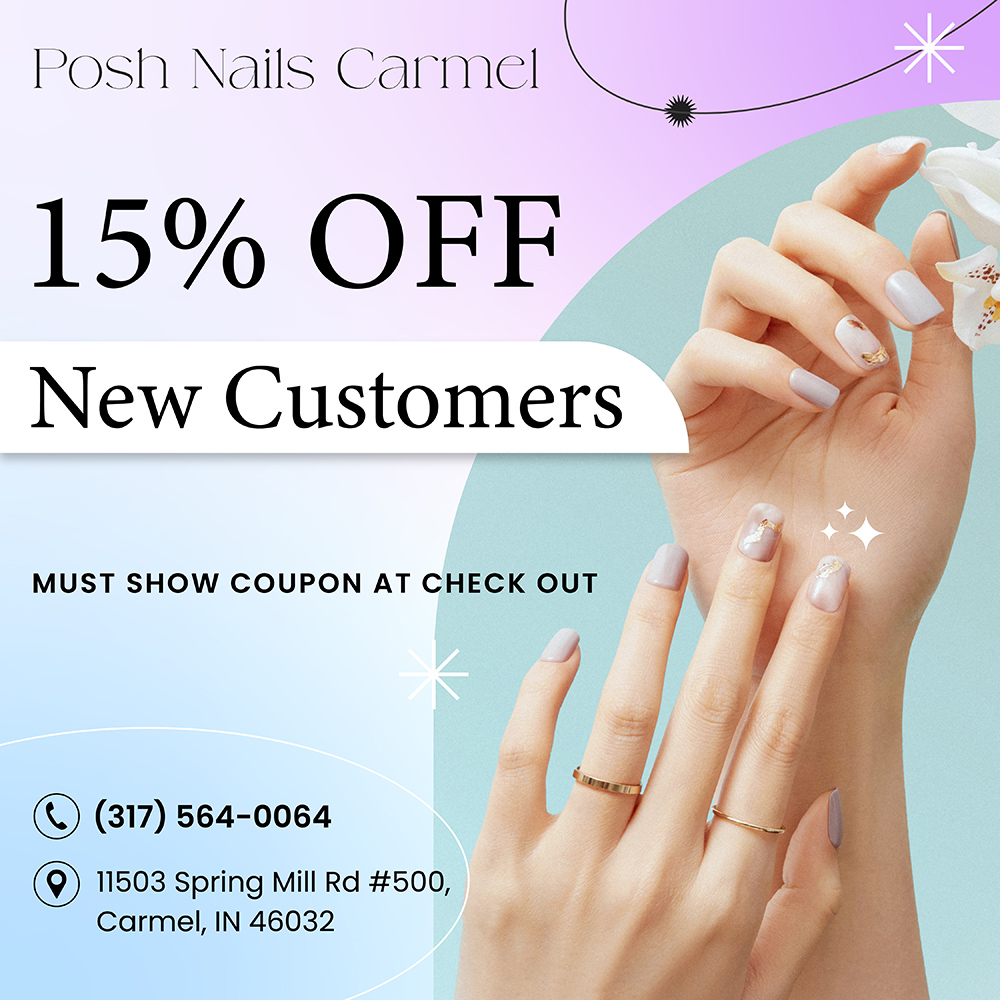 Posh Nails Carmel
15% OFF
New Customers
MUST SHOW COUPON AT CHECK OUT
(317) 564-0064
11503 Spring Mill Rd #500,
Carmel, IN 46032